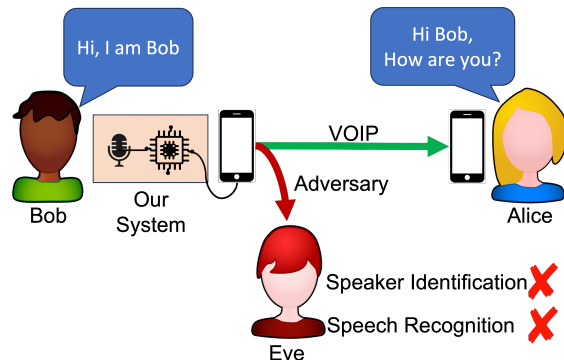 Hi, I am Bob
Hi Bob,
How are you?
VOIP
Adversary
Bob
Our
System
Alice
Speaker Identification
Speech Recognition
Eve